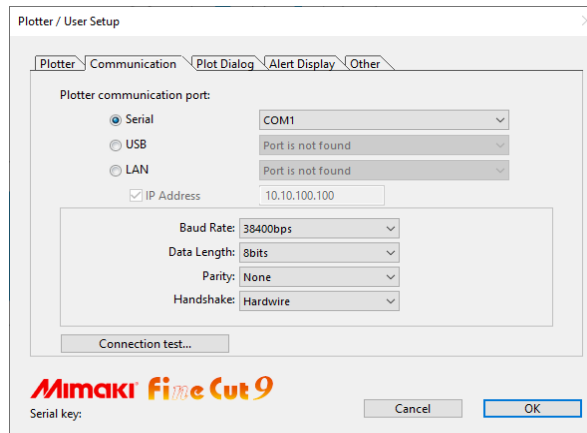 Plotter / User Setup
Plotter Communication Plot Dialog Alert Display Other
Plotter communication port:
Serial COM1
USB Port is not found
LAN Port is not found
IP Address 10.10.100.100
Baud Rate: 38400bps
Data Length: 8bits
Parity: None
Handshake: Hardwire
Connection test...
Mimaki Fine Cut 9
Serial key:
Cancel OK